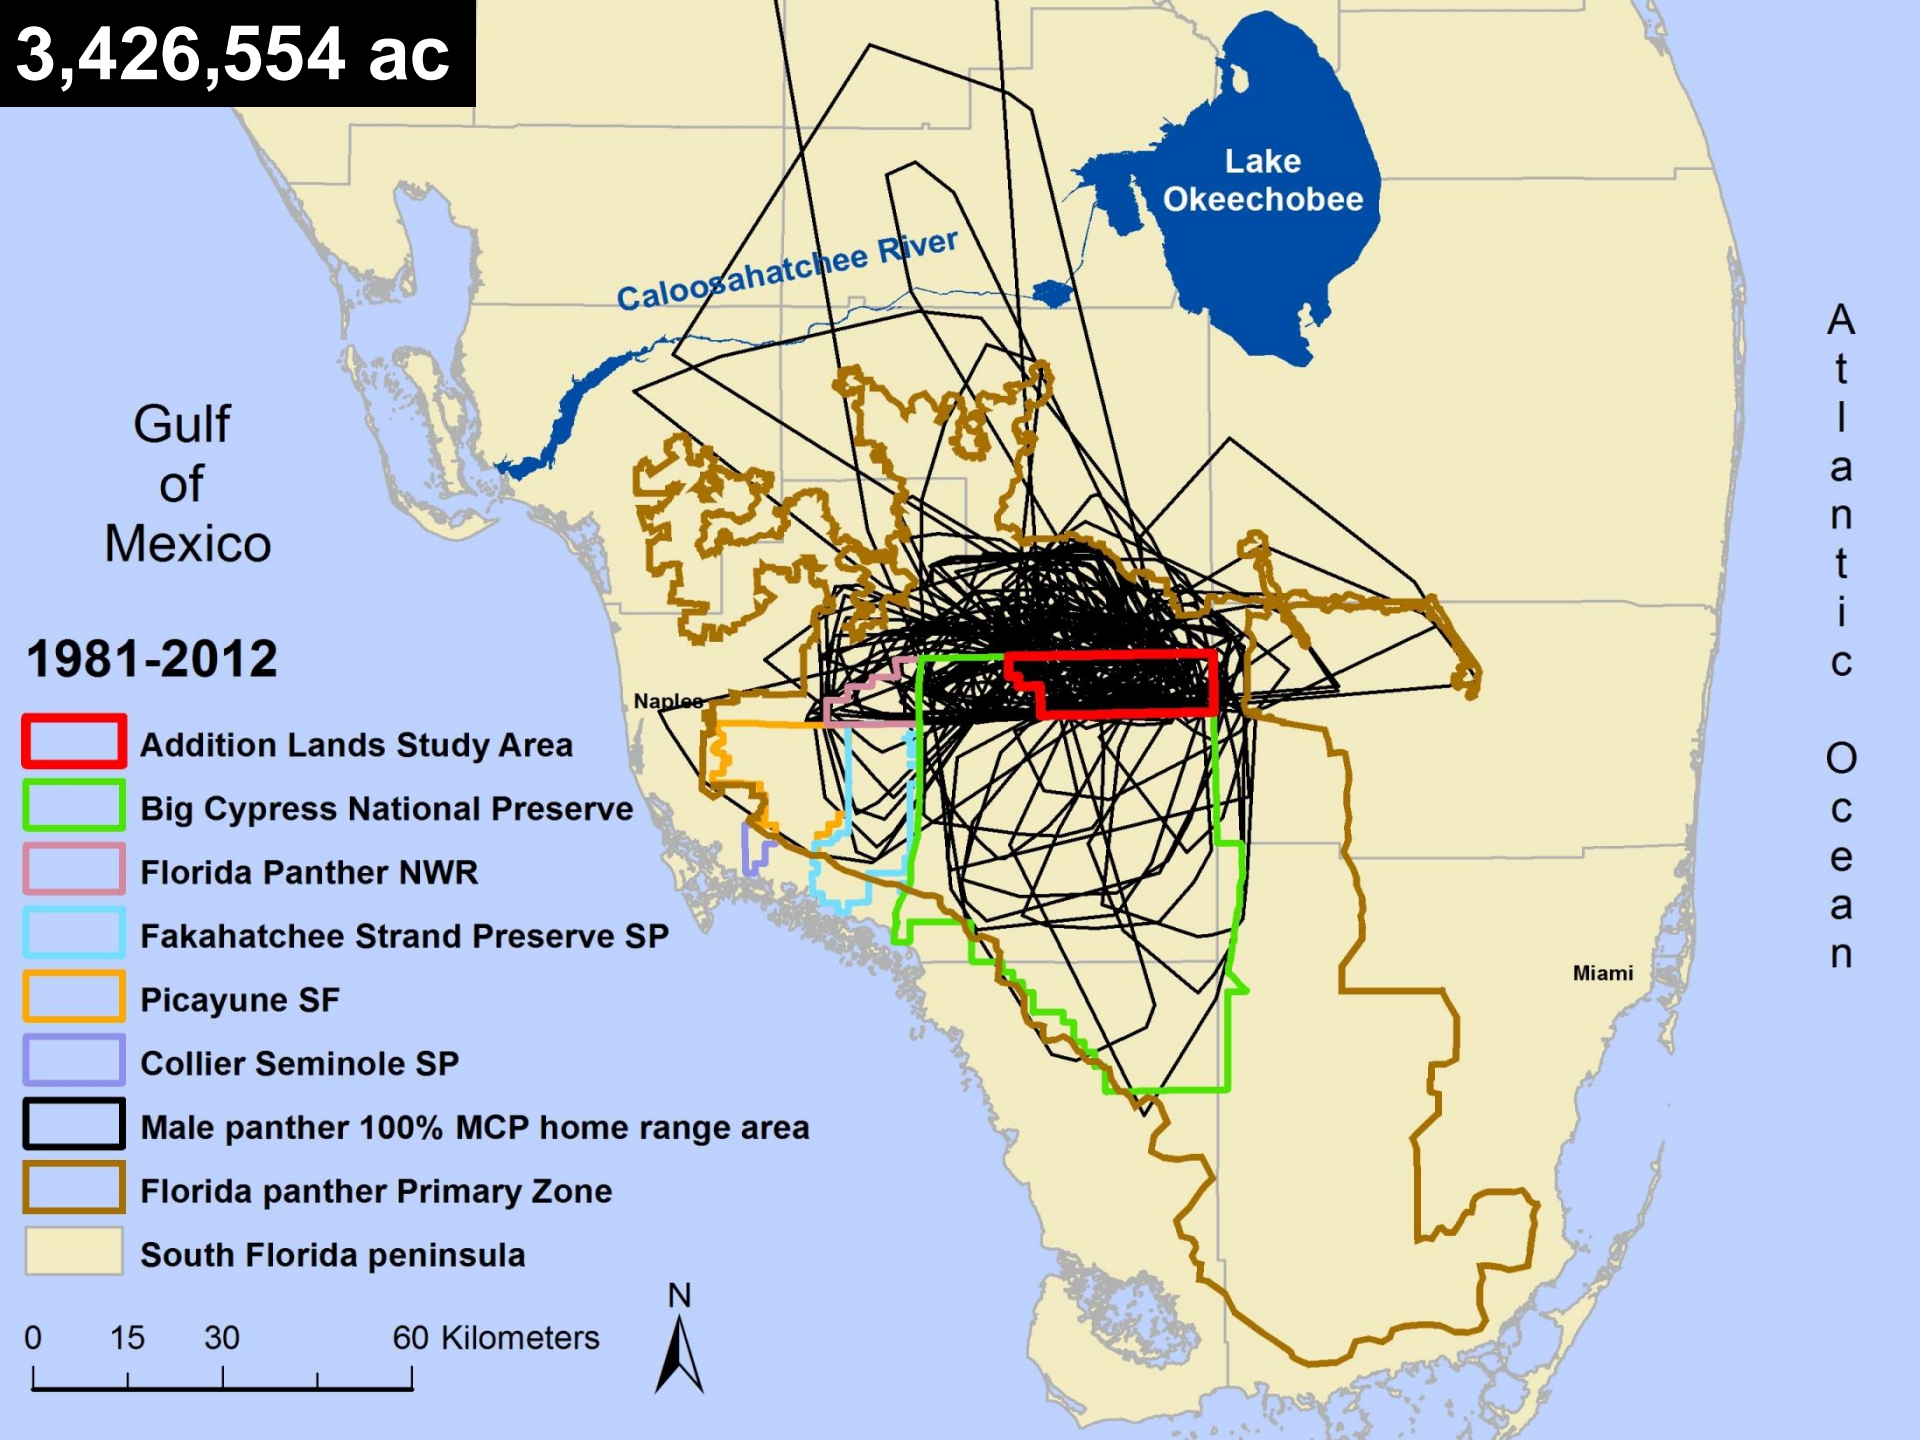 3,426,554 ac
Lake
Okeechobee
Caloosahatchee River
Gulf
of
Mexico
Atlantic Ocean
1981-2012
Naples
Addition Lands Study Area
Big Cypress National Preserve
Florida Panther NWR
Fakahatchee Strand Preserve SP
Picayune SF
Collier Seminole SP
Male panther 100% MCP home range area
Florida panther Primary Zone
South Florida peninsula
Miami
N
0 15 30 60 Kilometers